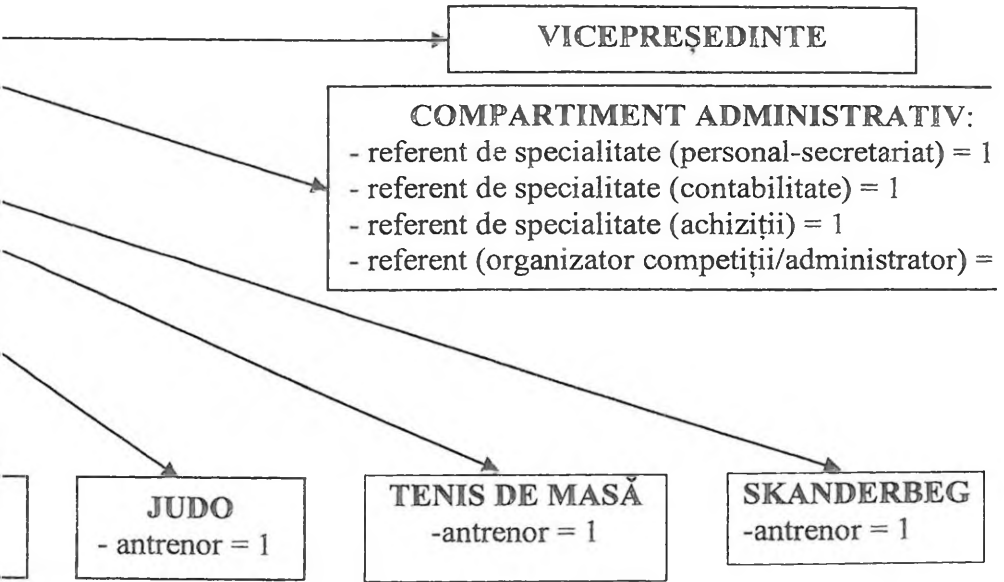 VICEPREȘEDINTE
COMPARTIMENT ADMINISTRATIV:
- referent de specialitate (personal-secretariat) = 1
- referent de specialitate (contabilitate) = 1
- referent de specialitate (achiziții) = 1
- referent (organizator competiții/administrator) =
JUDO
- antrenor = 1
TENIS DE MASĂ
-antrenor = 1
SKANDERBEG
-antrenor = 1